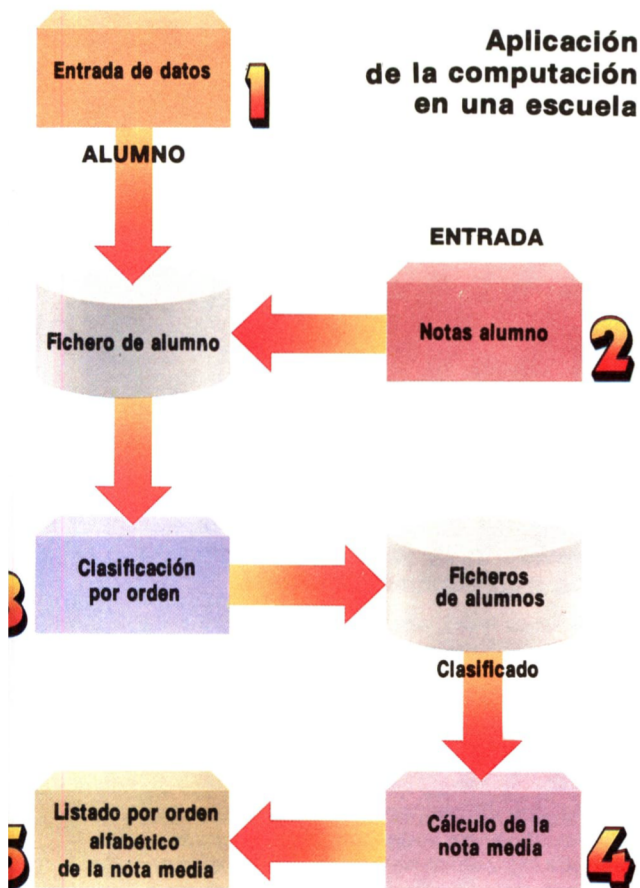 Aplicación
de la computación
en una escuela
Entrada de datos
1
ALUMNO
ENTRADA
Fichero de alumno
Notas alumno
2
3
Clasificación
por orden
Ficheros
de alumnos
Clasificado
5
Listado por orden
alfabético
de la nota media
Cálculo de la
nota media
4